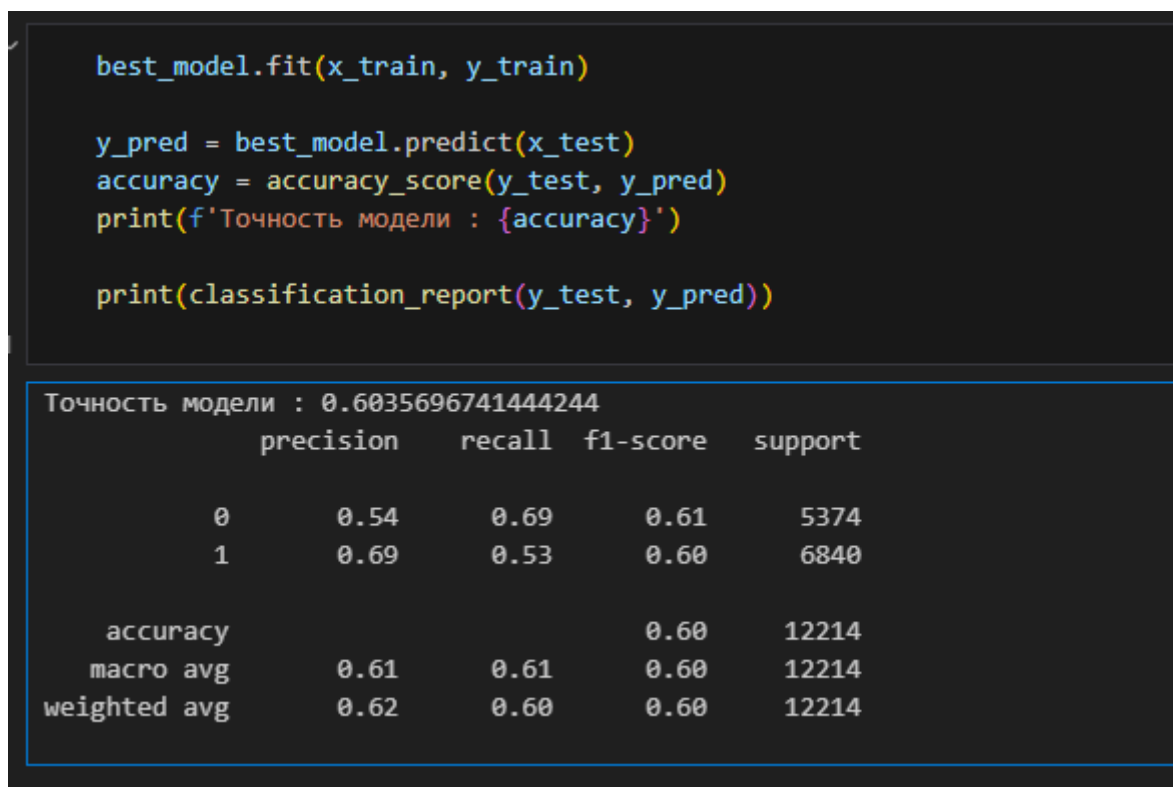 best_model.fit(x_train, y_train)
y_pred = best_model.predict(x_test)
accuracy = accuracy_score(y_test, y_pred)
print(f'Точность модели : {accuracy}')
print(classification_report(y_test, y_pred))
Точность модели : 0.6035696741444244
precision recall f1-score support
0 0.54 0.69 0.61 5374
1 0.69 0.53 0.60 6840
accuracy 0.60 12214
macro avg 0.61 0.61 0.60 12214
weighted avg 0.62 0.60 0.60 12214